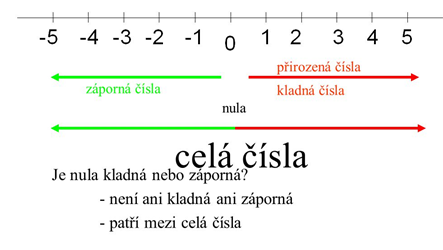 -5 -4 -3 -2 -1 0 1 2 3 4 5
přirozená čísla
záporná čísla kladná čísla
nula
celá čísla
Je nula kladná nebo záporná?
- není ani kladná ani záporná
- patří mezi celá čísla